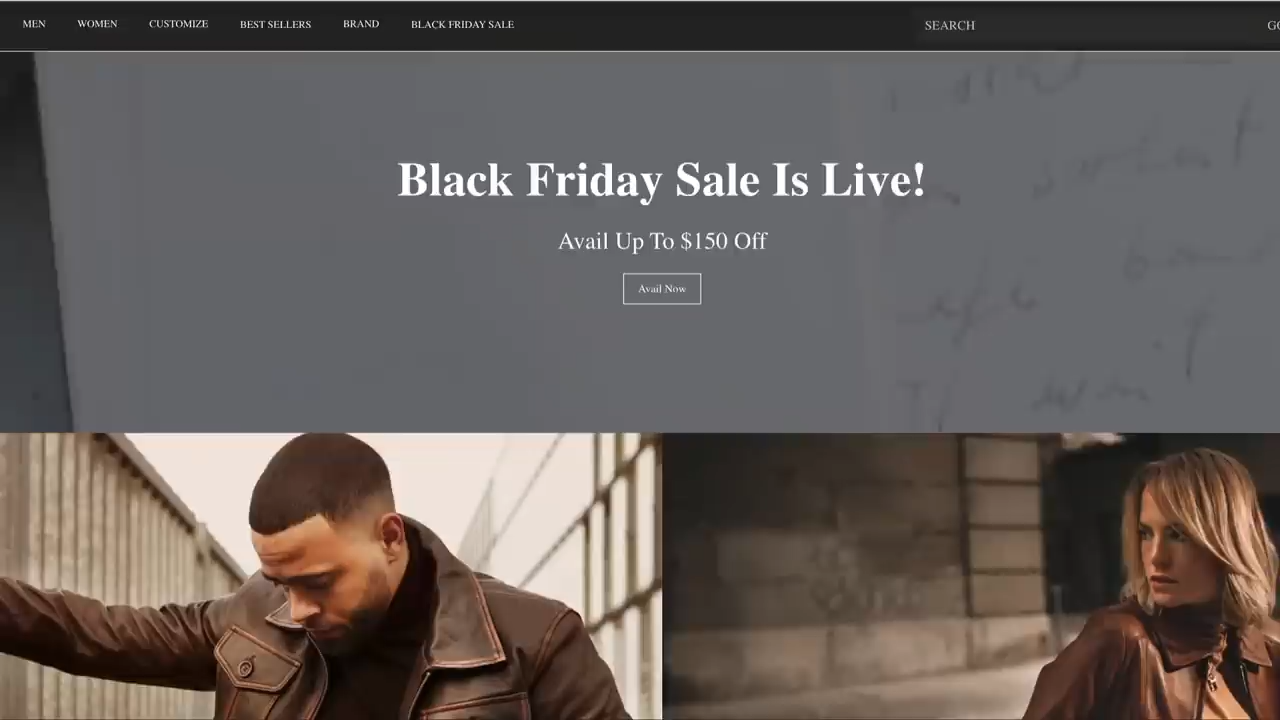 MEN WOMEN CUSTOMIZE BEST SELLERS BRAND BLACK FRIDAY SALE SEARCH
Black Friday Sale Is Live!
Avail Up To $150 Off
Avail Now